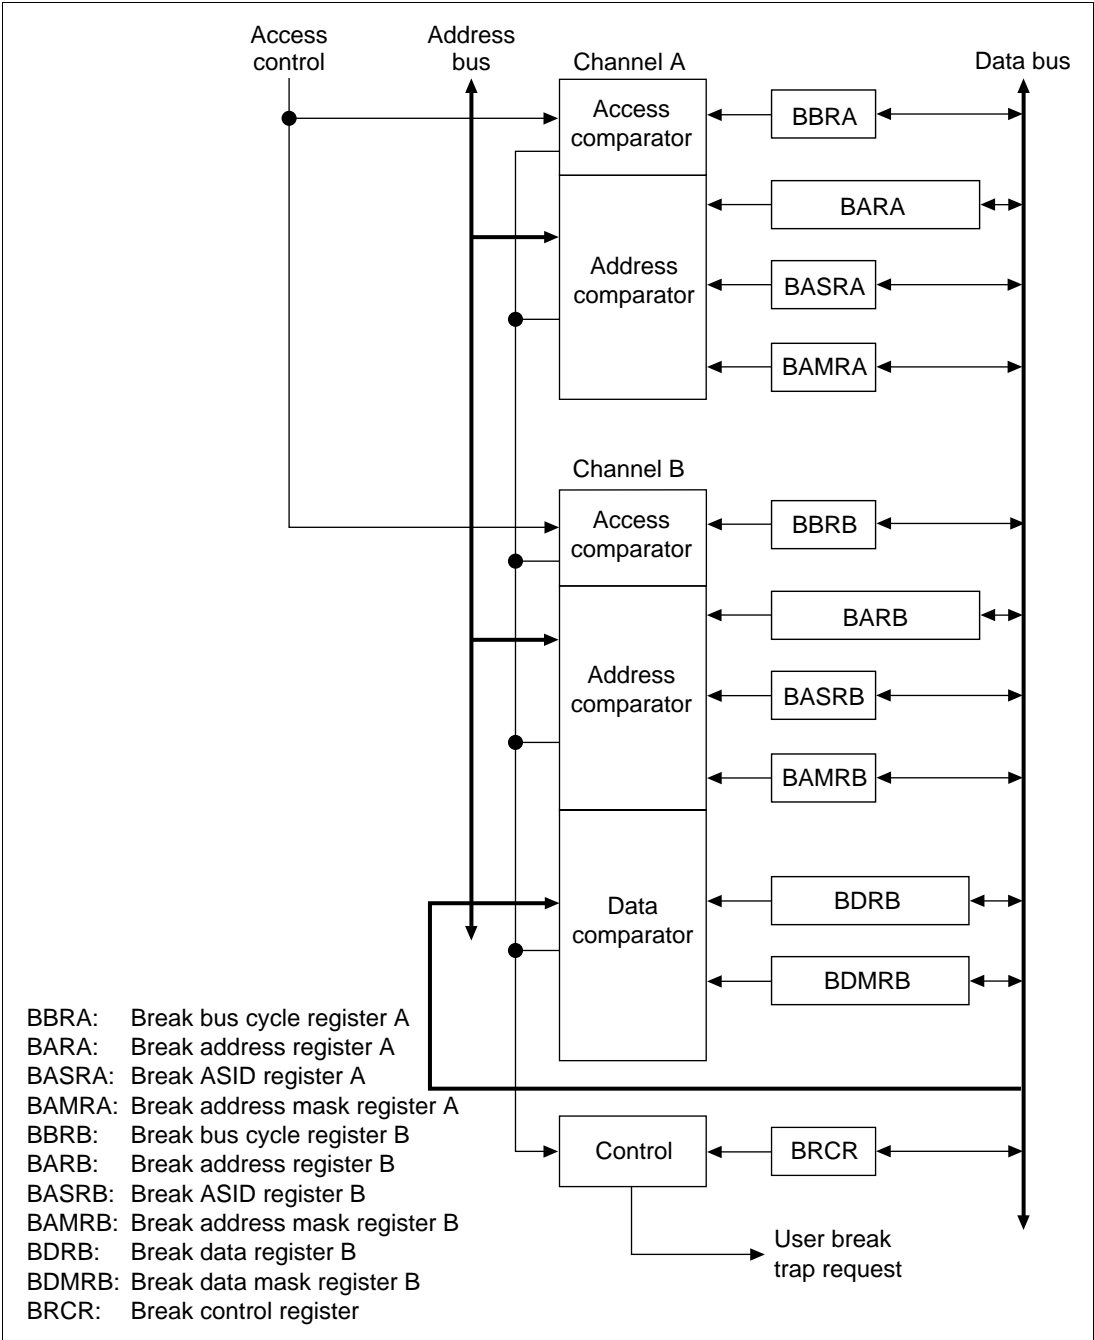 Access
control
Address
bus
Channel A
Data bus
Access
comparator
BBRA
BARA
Address
comparator
BASRA
BAMRA
Channel B
Access
comparator
BBRB
BARB
Address
comparator
BASRB
BAMRB
Data
comparator
BDRB
BDMRB
Control
BRCR
User break
trap request
BBRA: Break bus cycle register A
BARA: Break address register A
BASRA: Break ASID register A
BAMRA: Break address mask register A
BBRB: Break bus cycle register B
BARB: Break address register B
BASRB: Break ASID register B
BAMRB: Break address mask register B
BDRB: Break data register B
BDMRB: Break data mask register B
BRCR: Break control register